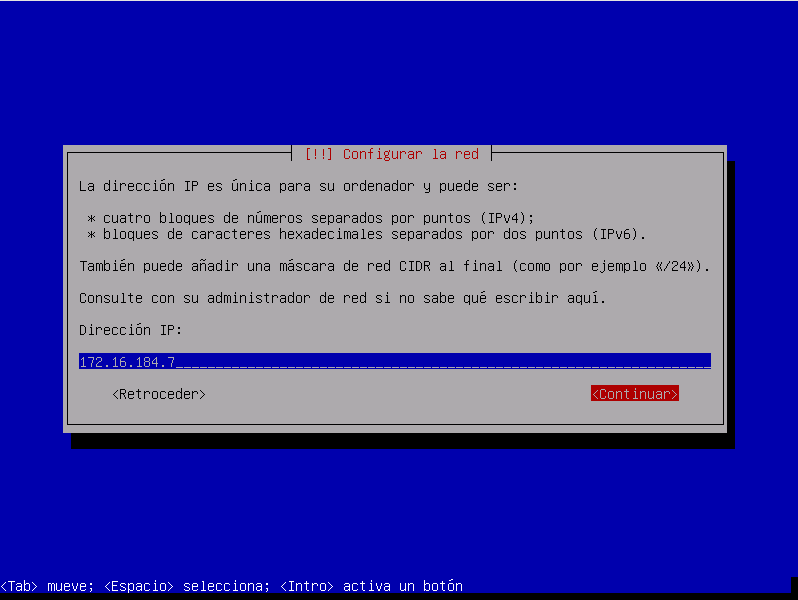 [!!] Configurar la red
La dirección IP es única para su ordenador y puede ser:
* cuatro bloques de números separados por puntos (IPv4);
* bloques de caracteres hexadecimales separados por dos puntos (IPv6).
También puede añadir una máscara de red CIDR al final (como por ejemplo «/24»).
Consulte con su administrador de red si no sabe qué escribir aquí.
Dirección IP:
172.16.184.7
<Retroceder> <Continuar>
<Tab> mueve; <Espacio> selecciona; <Intro> activa un botón